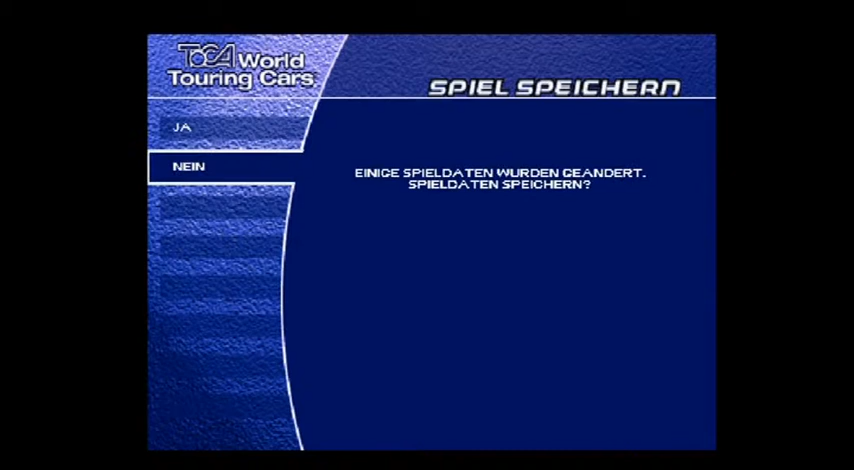 TOCA World
Touring Cars
SPIEL SPEICHERN
JA
NEIN
EINIGE SPIELDATEN WURDEN GEANDERT.
SPIELDATEN SPEICHERN?